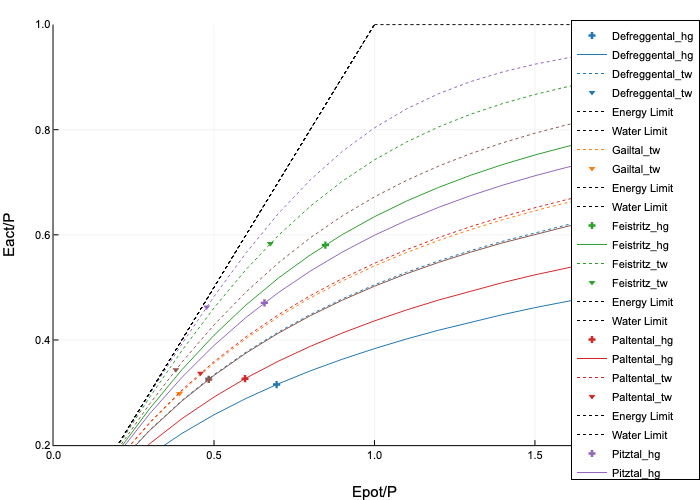 1.0
0.8
0.6
0.4
0.2
0.0
0.5
1.0
1.5
Eact/P
Epot/P
Defreggental_hg
Defreggental_hg
Defreggental_tw
Defreggental_tw
Energy Limit
Water Limit
Gailtal_tw
Gailtal_tw
Energy Limit
Water Limit
Feistritz_hg
Feistritz_hg
Feistritz_tw
Feistritz_tw
Energy Limit
Water Limit
Paltental_hg
Paltental_hg
Paltental_tw
Paltental_tw
Energy Limit
Water Limit
Pitztal_hg
Pitztal_hg